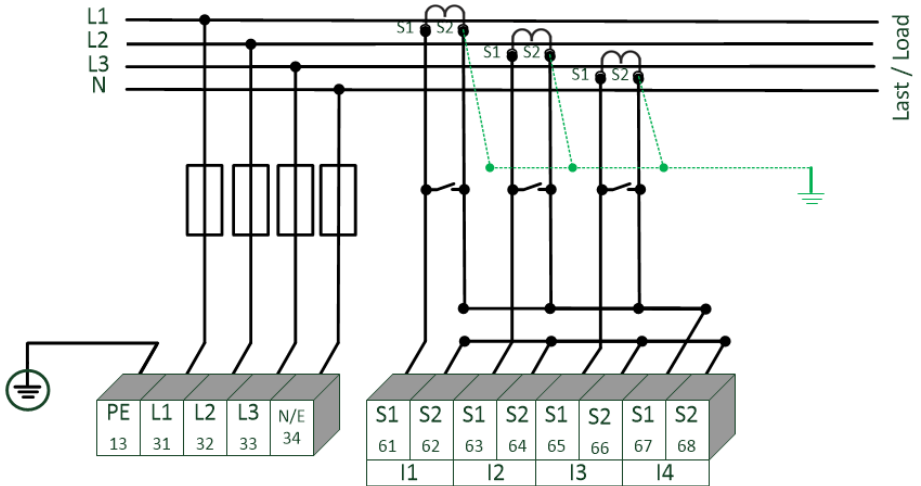 L1
L2
L3
N
S1 S2
S1 S2
S1 S2
Last / Load
PE L1 L2 L3 N/E
13 31 32 33 34
S1 S2 S1 S2 S1 S2 S1 S2
61 62 63 64 65 66 67 68
I1 I2 I3 I4